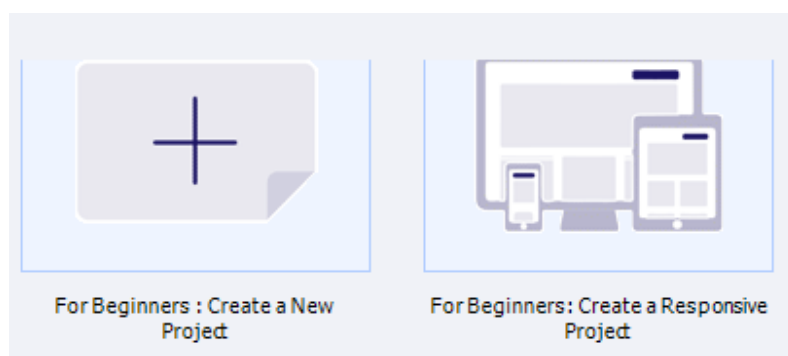 For Beginners : Create a New
Project
For Beginners: Create a Responsive
Project